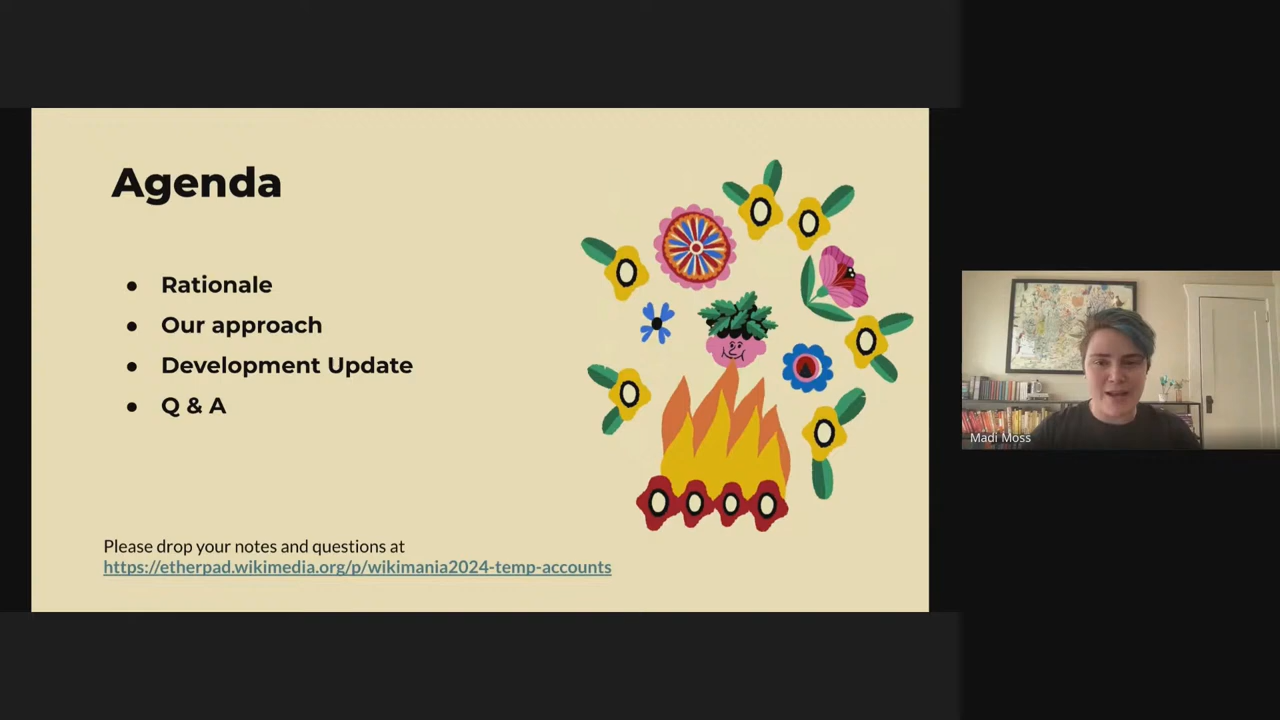 Agenda
● Rationale
● Our approach
● Development Update
● Q & A
Please drop your notes and questions at
https://etherpad.wikimedia.org/p/wikimania2024-temp-accounts
Madi Moss